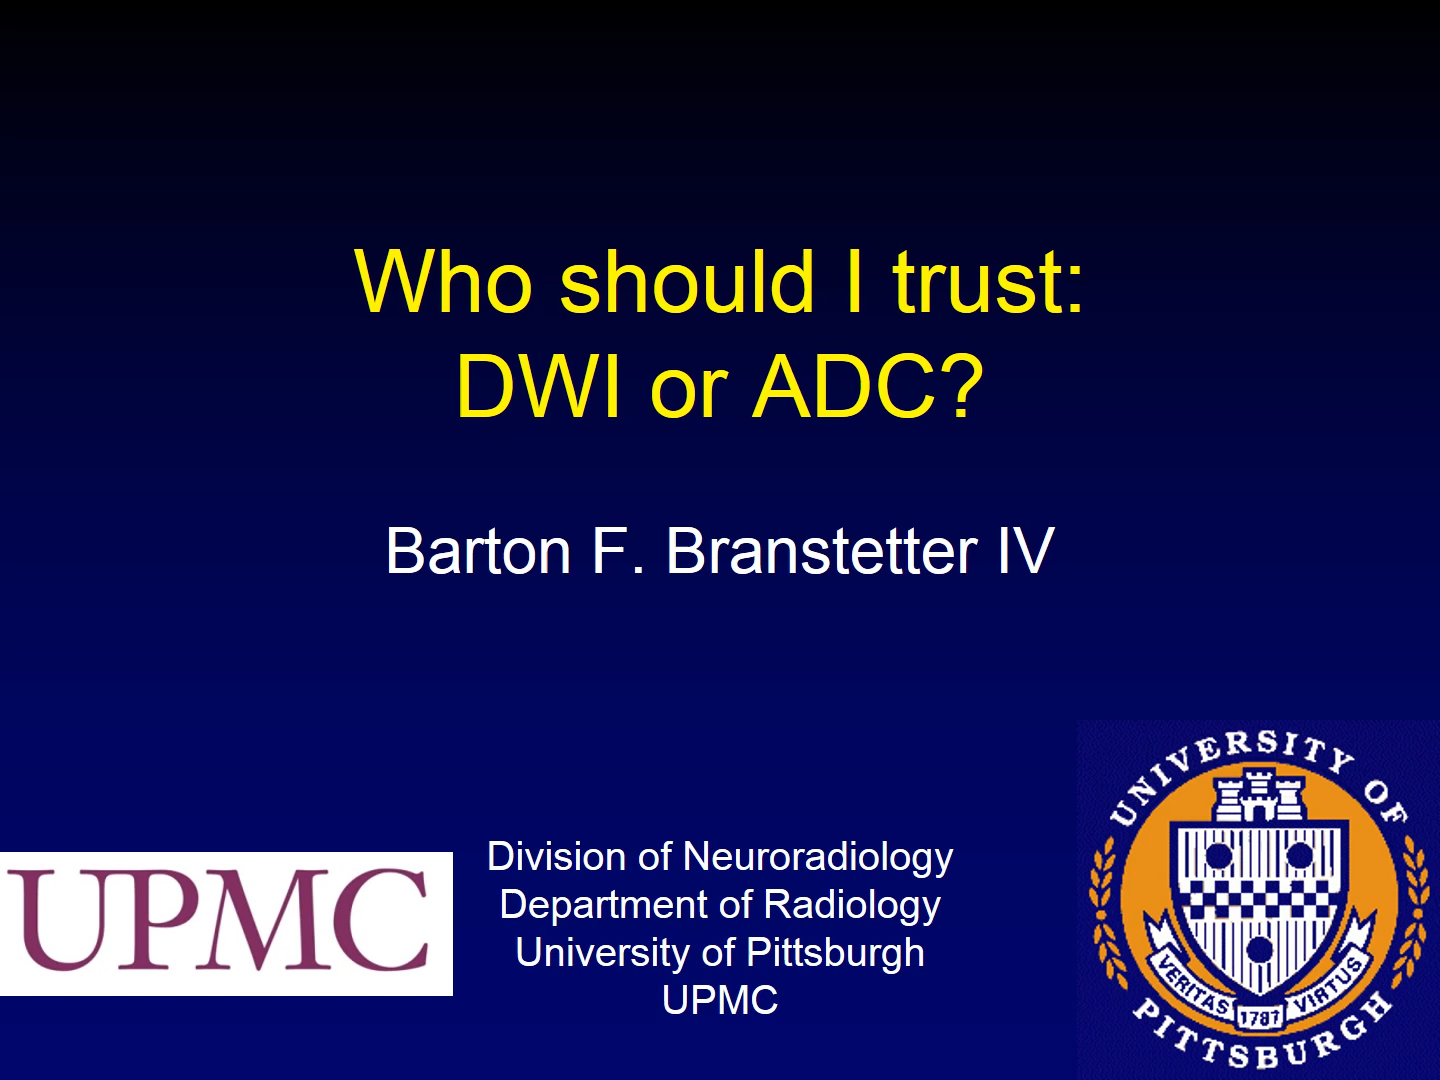 Who should I trust:
DWI or ADC?
Barton F. Branstetter IV
UPMC
Division of Neuroradiology
Department of Radiology
University of Pittsburgh
UPMC
UNIVERSITY OF
PITTSBURGH
VERITAS 1787 VIRTUS